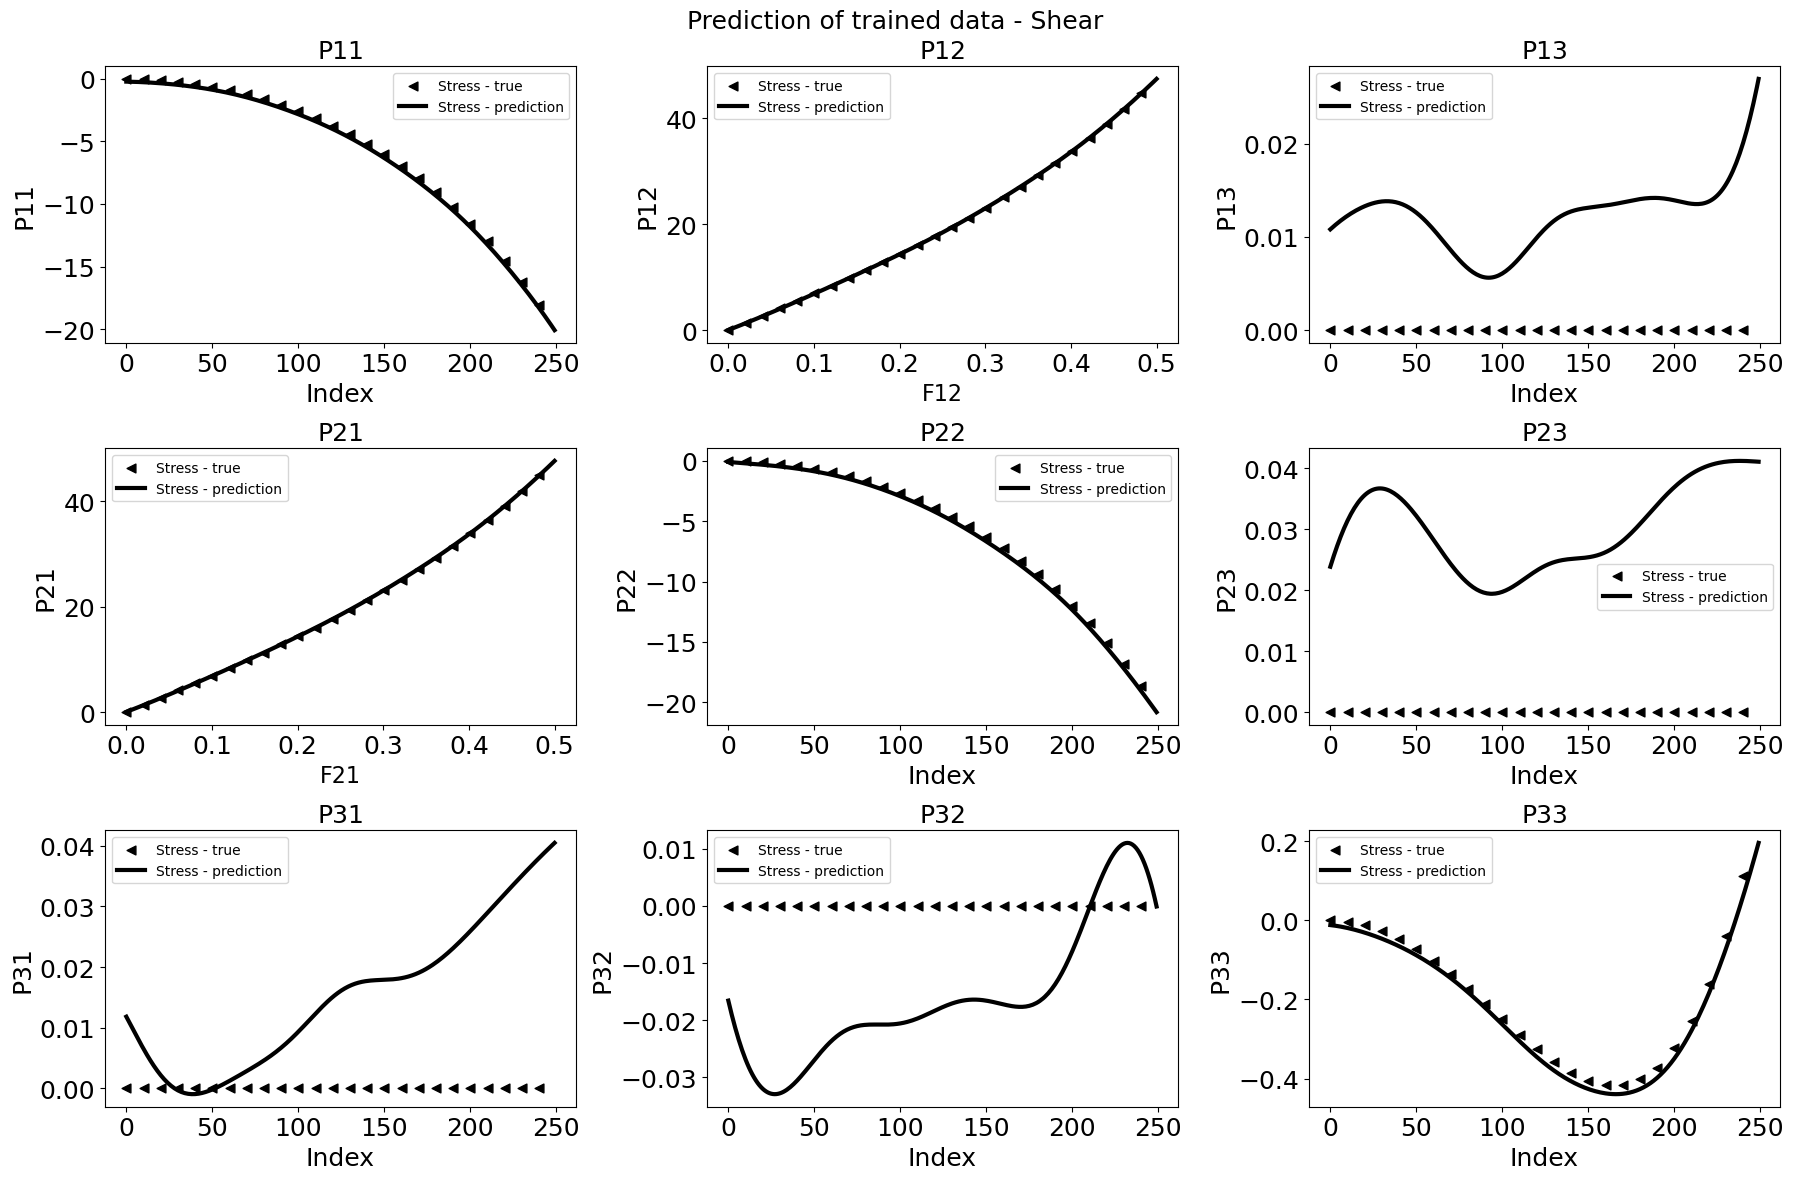 Prediction of trained data - Shear
P11
P11
0
−5
−10
−15
−20
Stress - true
Stress - prediction
0 50 100 150 200 250
Index
P12
P12
40
20
0
Stress - true
Stress - prediction
0.0 0.1 0.2 0.3 0.4 0.5
F12
P13
P13
0.02
0.01
0.00
Stress - true
Stress - prediction
0 50 100 150 200 250
Index
P21
P21
40
20
0
Stress - true
Stress - prediction
0.0 0.1 0.2 0.3 0.4 0.5
F21
P22
P22
0
−5
−10
−15
−20
Stress - true
Stress - prediction
0 50 100 150 200 250
Index
P23
P23
0.04
0.03
0.02
0.01
0.00
Stress - true
Stress - prediction
0 50 100 150 200 250
Index
P31
P31
0.04
0.03
0.02
0.01
0.00
Stress - true
Stress - prediction
0 50 100 150 200 250
Index
P32
P32
0.01
0.00
−0.01
−0.02
−0.03
Stress - true
Stress - prediction
0 50 100 150 200 250
Index
P33
P33
0.2
0.0
−0.2
−0.4
Stress - true
Stress - prediction
0 50 100 150 200 250
Index